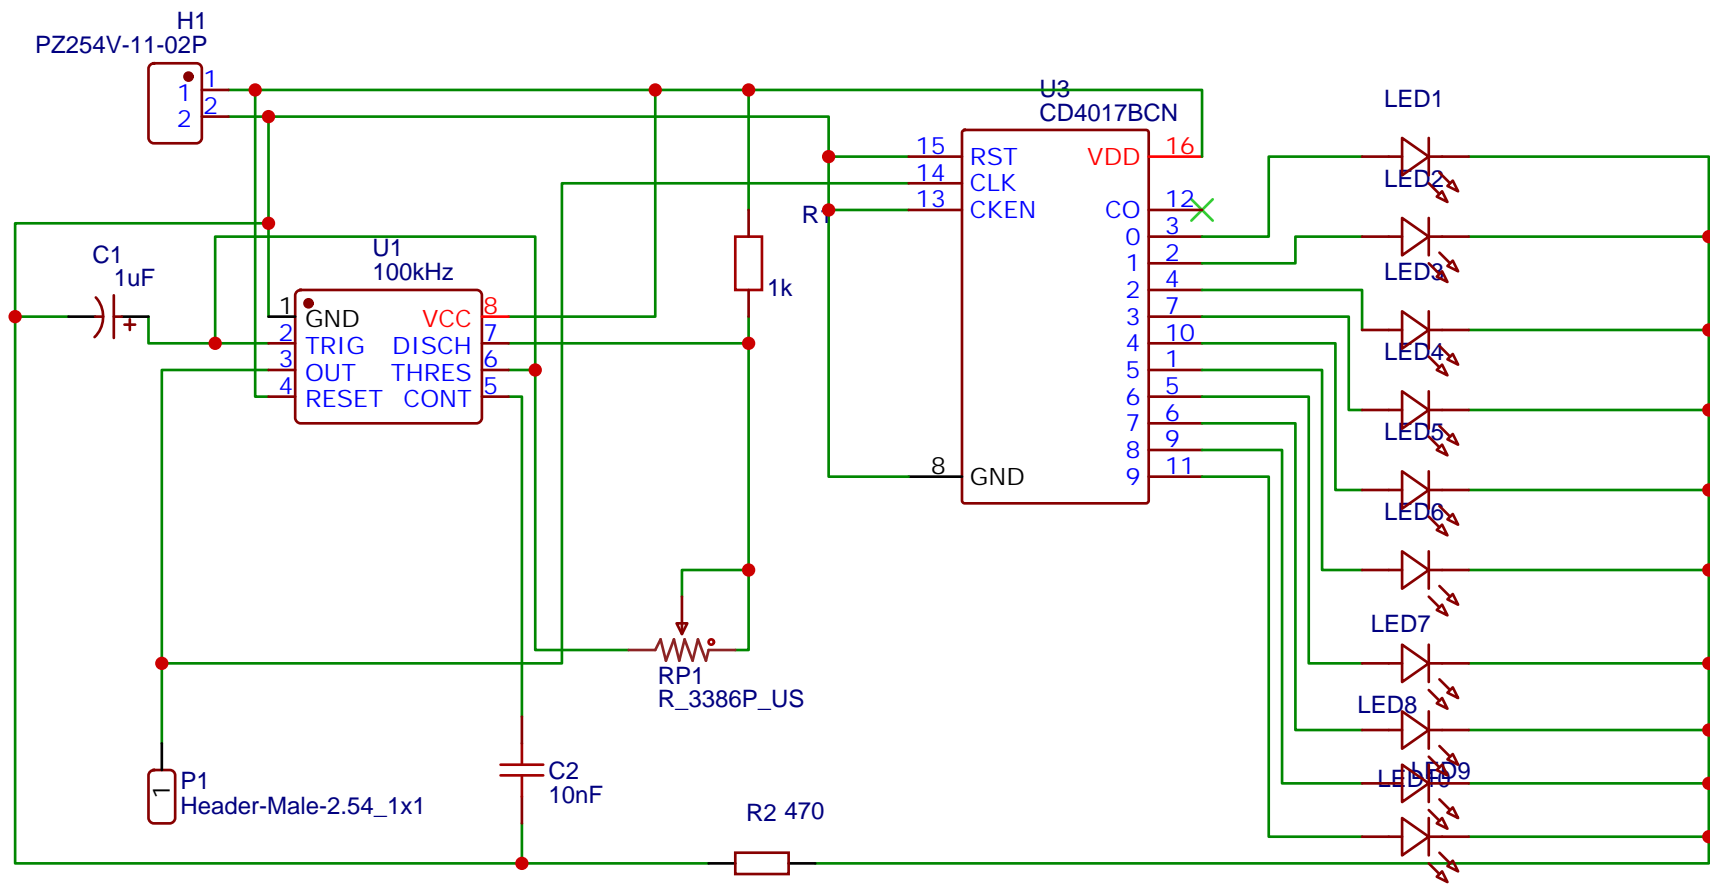 H1
PZ254V-11-02P
1
1
2
2
C1
1uF
U1
100kHz
1
GND
VCC
8
2
TRIG
DISCH
7
3
OUT
THRES
6
4
RESET
CONT
5
R1
1k
U3
CD4017BCN
15
RST
VDD
16
14
CLK
13
CKEN
CO
12
0
3
1
2
2
4
3
7
4
10
5
1
6
5
7
6
8
9
8
GND
9
11
LED1
LED2
LED3
LED4
LED5
LED6
LED7
LED8
LED9
LED10
RP1
R_3386P_US
1
P1
Header-Male-2.54_1x1
C2
10nF
R2 470